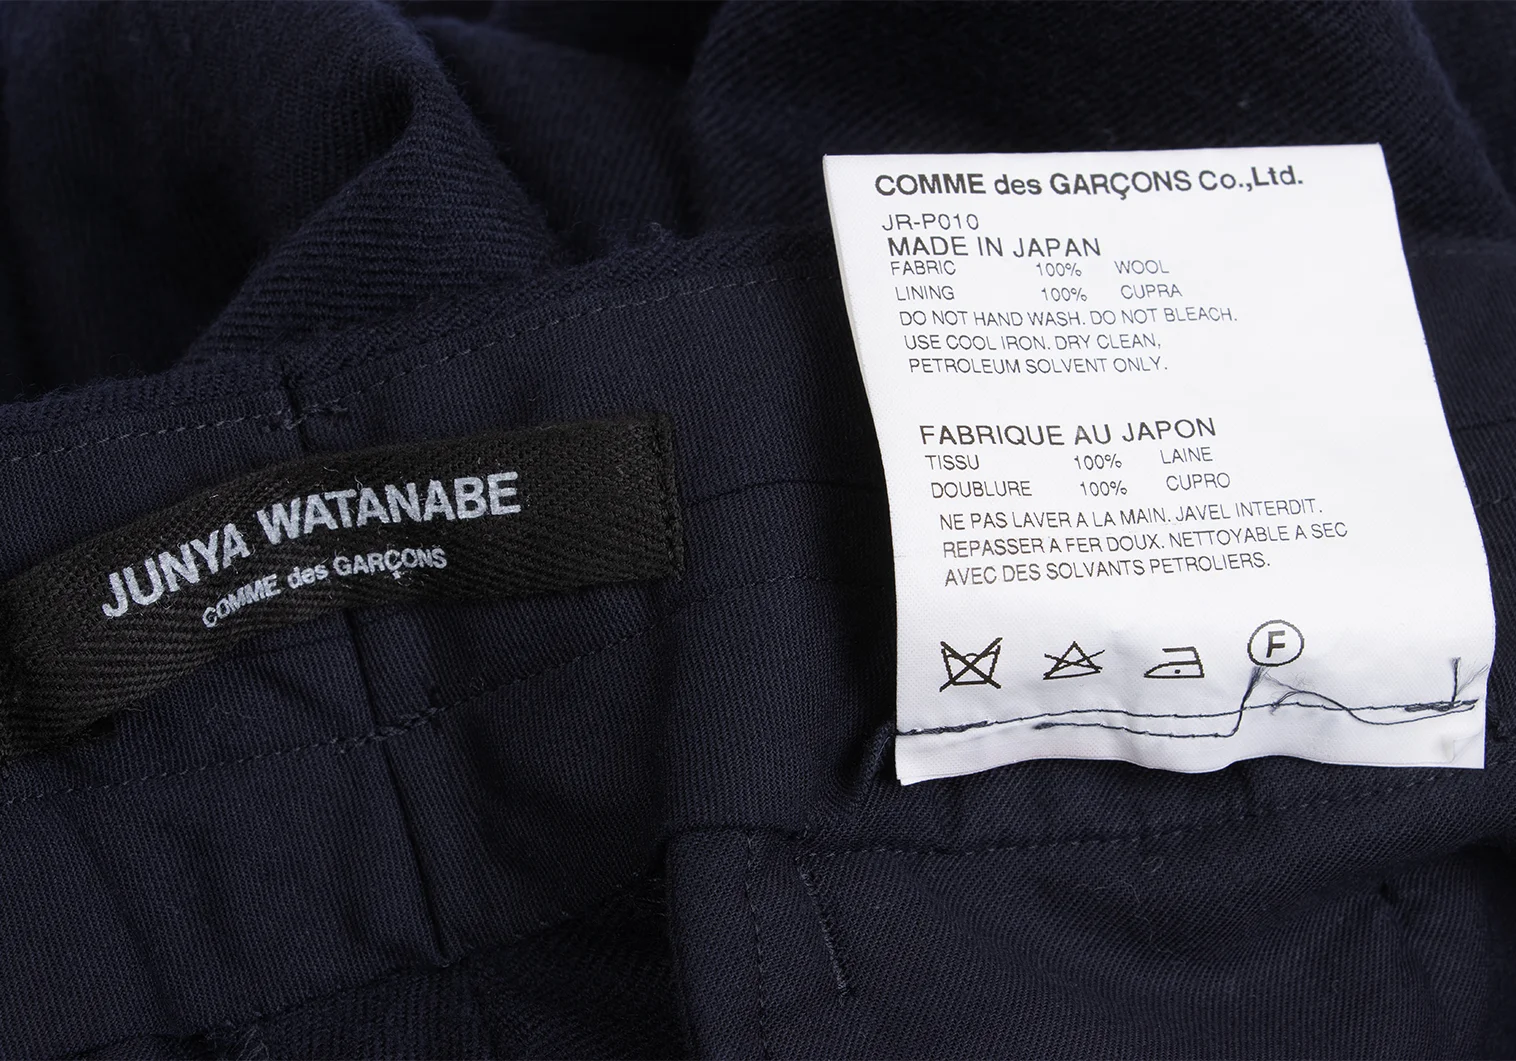 JUNYA WATANABE
COMME des GARÇONS
COMME des GARÇONS Co.,Ltd.
JR-P010
MADE IN JAPAN
FABRIC 100% WOOL
LINING 100% CUPRA
DO NOT HAND WASH. DO NOT BLEACH.
USE COOL IRON. DRY CLEAN,
PETROLEUM SOLVENT ONLY.
FABRIQUE AU JAPON
TISSU 100% LAINE
DOUBLURE 100% CUPRO
NE PAS LAVER A LA MAIN. JAVEL INTERDIT.
REPASSER A FER DOUX. NETTOYABLE A SEC
AVEC DES SOLVANTS PETROLIERS.
F